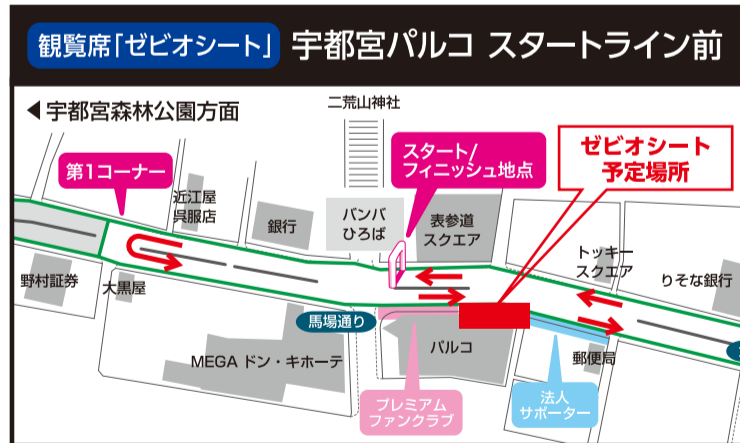 観覧席「ゼビオシート」 宇都宮パルコ スタートライン前
宇都宮森林公園方面
二荒山神社
第1コーナー
スタート/
フィニッシュ地点
ゼビオシート
予定場所
近江屋
呉服店
銀行
バンバ
ひろば
表参道
スクエア
トッキー
スクエア
りそな銀行
野村証券
大黒屋
馬場通り
MEGA ドン・キホーテ
パルコ
郵便局
プレミアム
ファンクラブ
法人
サポーター